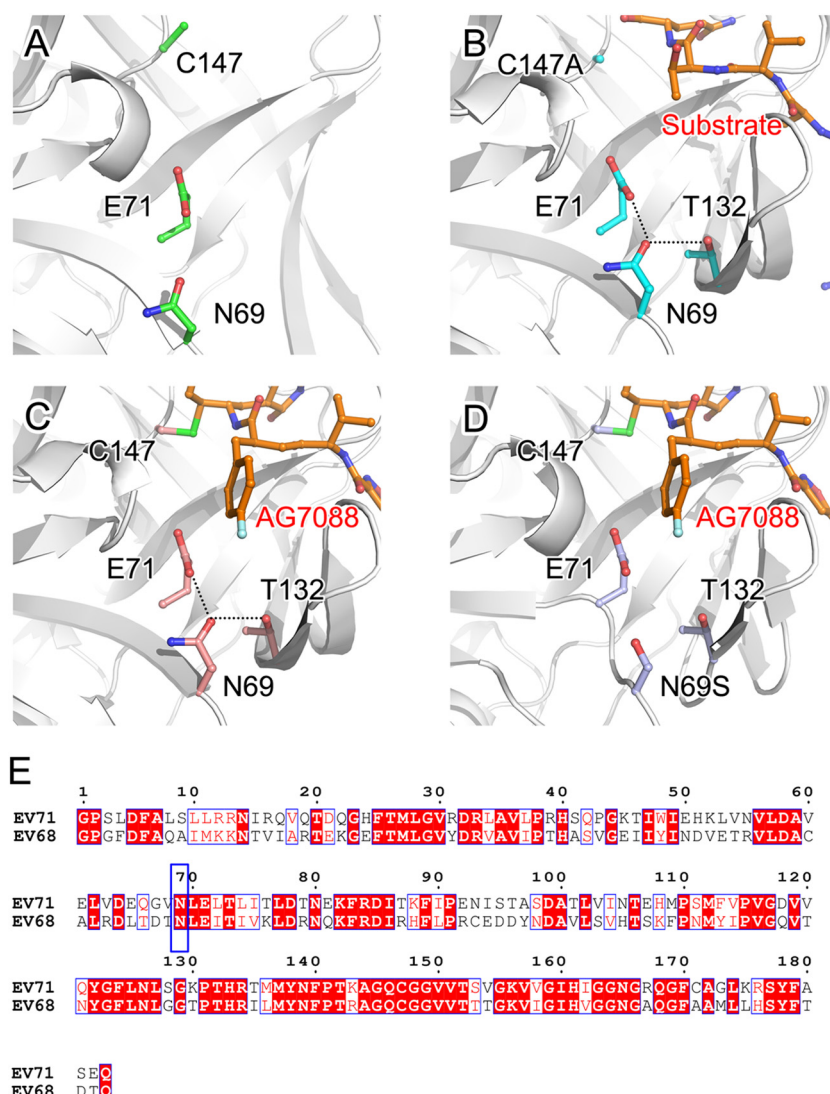 A
C147
E71
N69
B
C147A
Substrate
E71
T132
N69
C
C147
AG7088
E71
T132
N69
D
C147
AG7088
E71
T132
N69S
E
1 10 20 30 40 50 60
EV71 GPSLDFALSLLRRNIRQVQTDQGHFTMLGVRDRLAVLPRHSQPGKTIWIEHKLVNVLDAV
EV68 GPGFDFAQAIMKKNTVIARTEKGEFTMLGVYDRVAVIPTHASVGEIIYINDVETRVLDAC
70 80 90 100 110 120
EV71 ELVDEQGVNLELTLITLDTNEKFRDITKFIPENISTASDATLVINTEHMPSMFVPVGDVV
EV68 ALRDLTDTNLEITIVKLDRNQKFRDIRHFLPRCEDDYNDAVLSVHTSKFPNMYIPVGQVT
130 140 150 160 170 180
EV71 QYGFLNLSGKPTHRTMMYNFPTKAGQCGGVVTSVGKVVGIHIGGNGRQGFCAGLKRSYFA
EV68 NYGFLNLGGTPTHRILMYNFPTRAGQCGGVVTTTGKVIGIHVGGNGAQGFAAMLLHSYFT
EV71 SEQ
EV68 DTQ